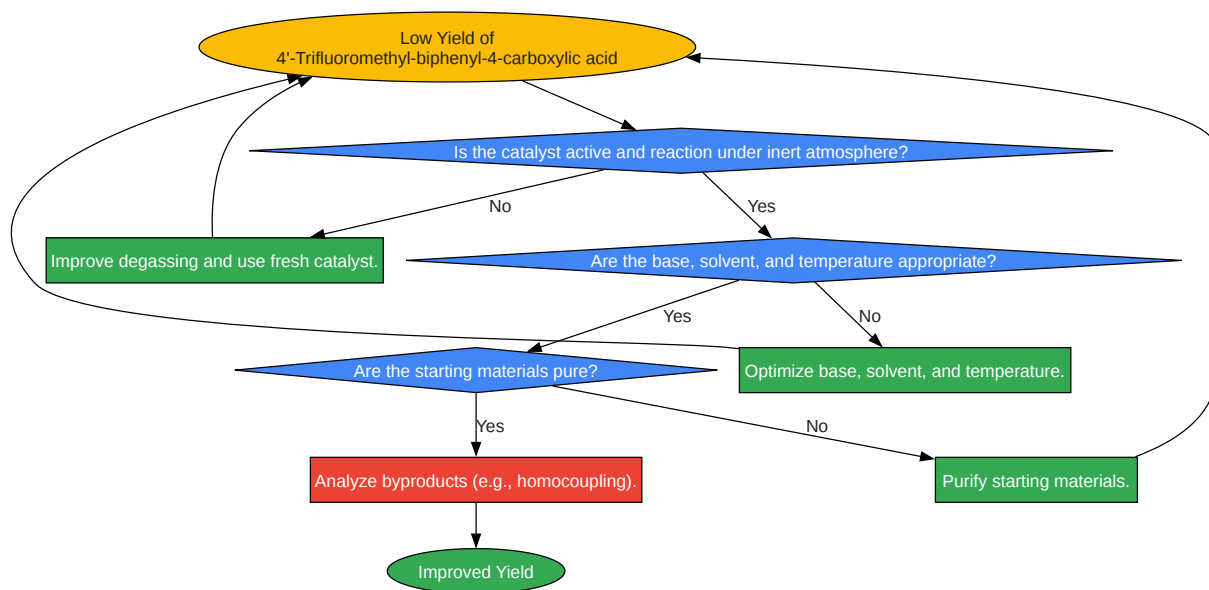 Low Yield of
4'-Trifluoromethyl-biphenyl-4-carboxylic acid
Is the catalyst active and reaction under inert atmosphere?
No
Yes
Improve degassing and use fresh catalyst.
Are the base, solvent, and temperature appropriate?
Yes
No
Are the starting materials pure?
Optimize base, solvent, and temperature.
Yes
No
Analyze byproducts (e.g., homocoupling).
Purify starting materials.
Improved Yield